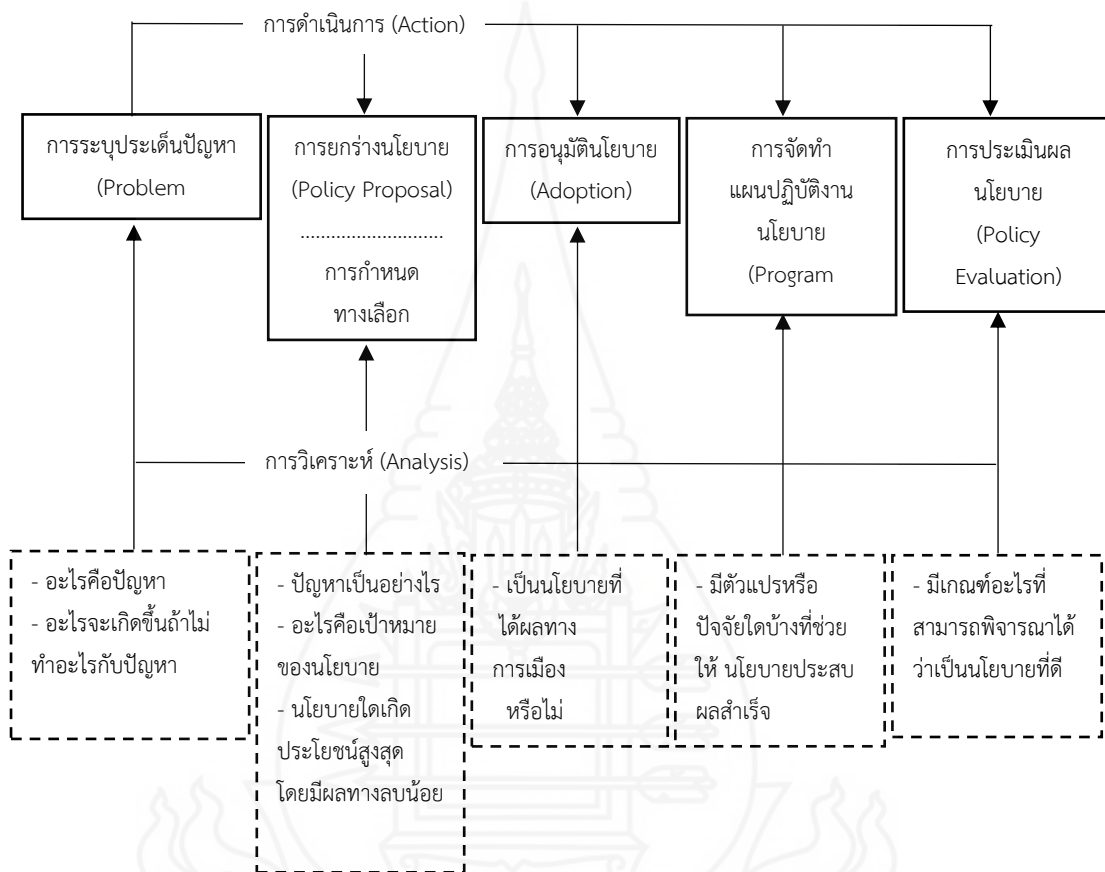 การดำเนินการ (Action)
การระบุประเด็นปัญหา
(Problem
การยกร่างนโยบาย
(Policy Proposal)
...........................
การกำหนด
ทางเลือก
การอนุมัตินโยบาย
(Adoption)
การจัดทำ
แผนปฏิบัติงาน
นโยบาย
(Program
การประเมินผล
นโยบาย
(Policy
Evaluation)
การวิเคราะห์ (Analysis)
- อะไรคือปัญหา
- อะไรจะเกิดขึ้นถ้าไม่
ทำอะไรกับปัญหา
- ปัญหาเป็นอย่างไร
- อะไรคือเป้าหมาย
ของนโยบาย
- นโยบายใดเกิด
ประโยชน์สูงสุด
โดยมีผลทางลบน้อย
- เป็นนโยบายที่
ได้ผลทาง
การเมือง
หรือไม่
- มีตัวแปรหรือ
ปัจจัยใดบ้างที่ช่วย
ให้ นโยบายประสบ
ผลสำเร็จ
- มีเกณฑ์อะไรที่
สามารถพิจารณาได้
ว่าเป็นนโยบายที่ดี